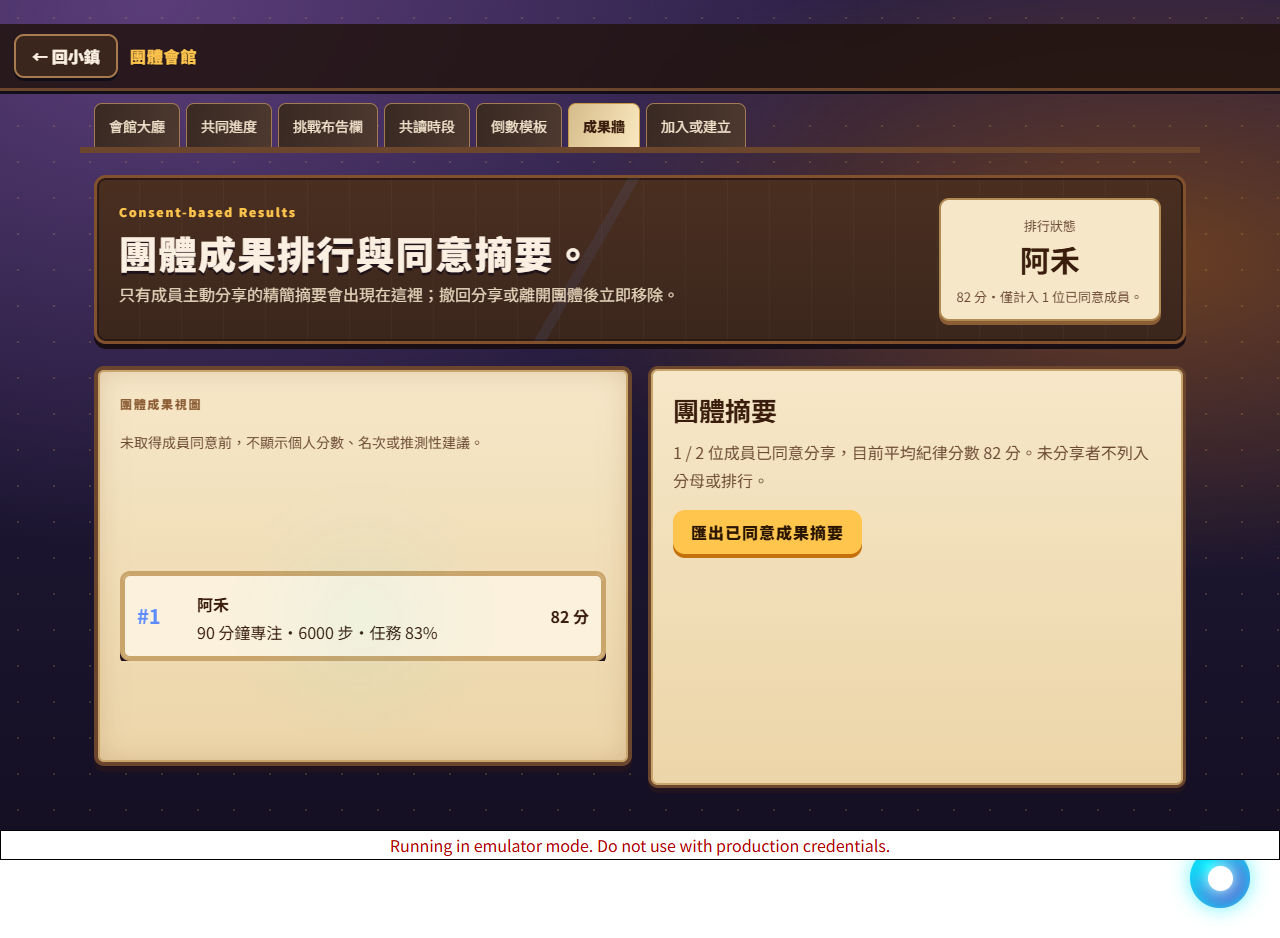 ← 回小鎮
團體會館
會館大廳
共同進度
挑戰布告欄
共讀時段
倒數模板
成果牆
加入或建立
Consent-based Results
團體成果排行與同意摘要。
只有成員主動分享的精簡摘要會出現在這裡；撤回分享或離開團體後立即移除。
排行狀態
阿禾
82 分・僅計入 1 位已同意成員。
團體成果視圖
未取得成員同意前，不顯示個人分數、名次或推測性建議。
#1
阿禾
90 分鐘專注・6000 步・任務 83%
82 分
團體摘要
1 / 2 位成員已同意分享，目前平均紀律分數 82 分。未分享者不列入
分母或排行。
匯出已同意成果摘要
Running in emulator mode. Do not use with production credentials.